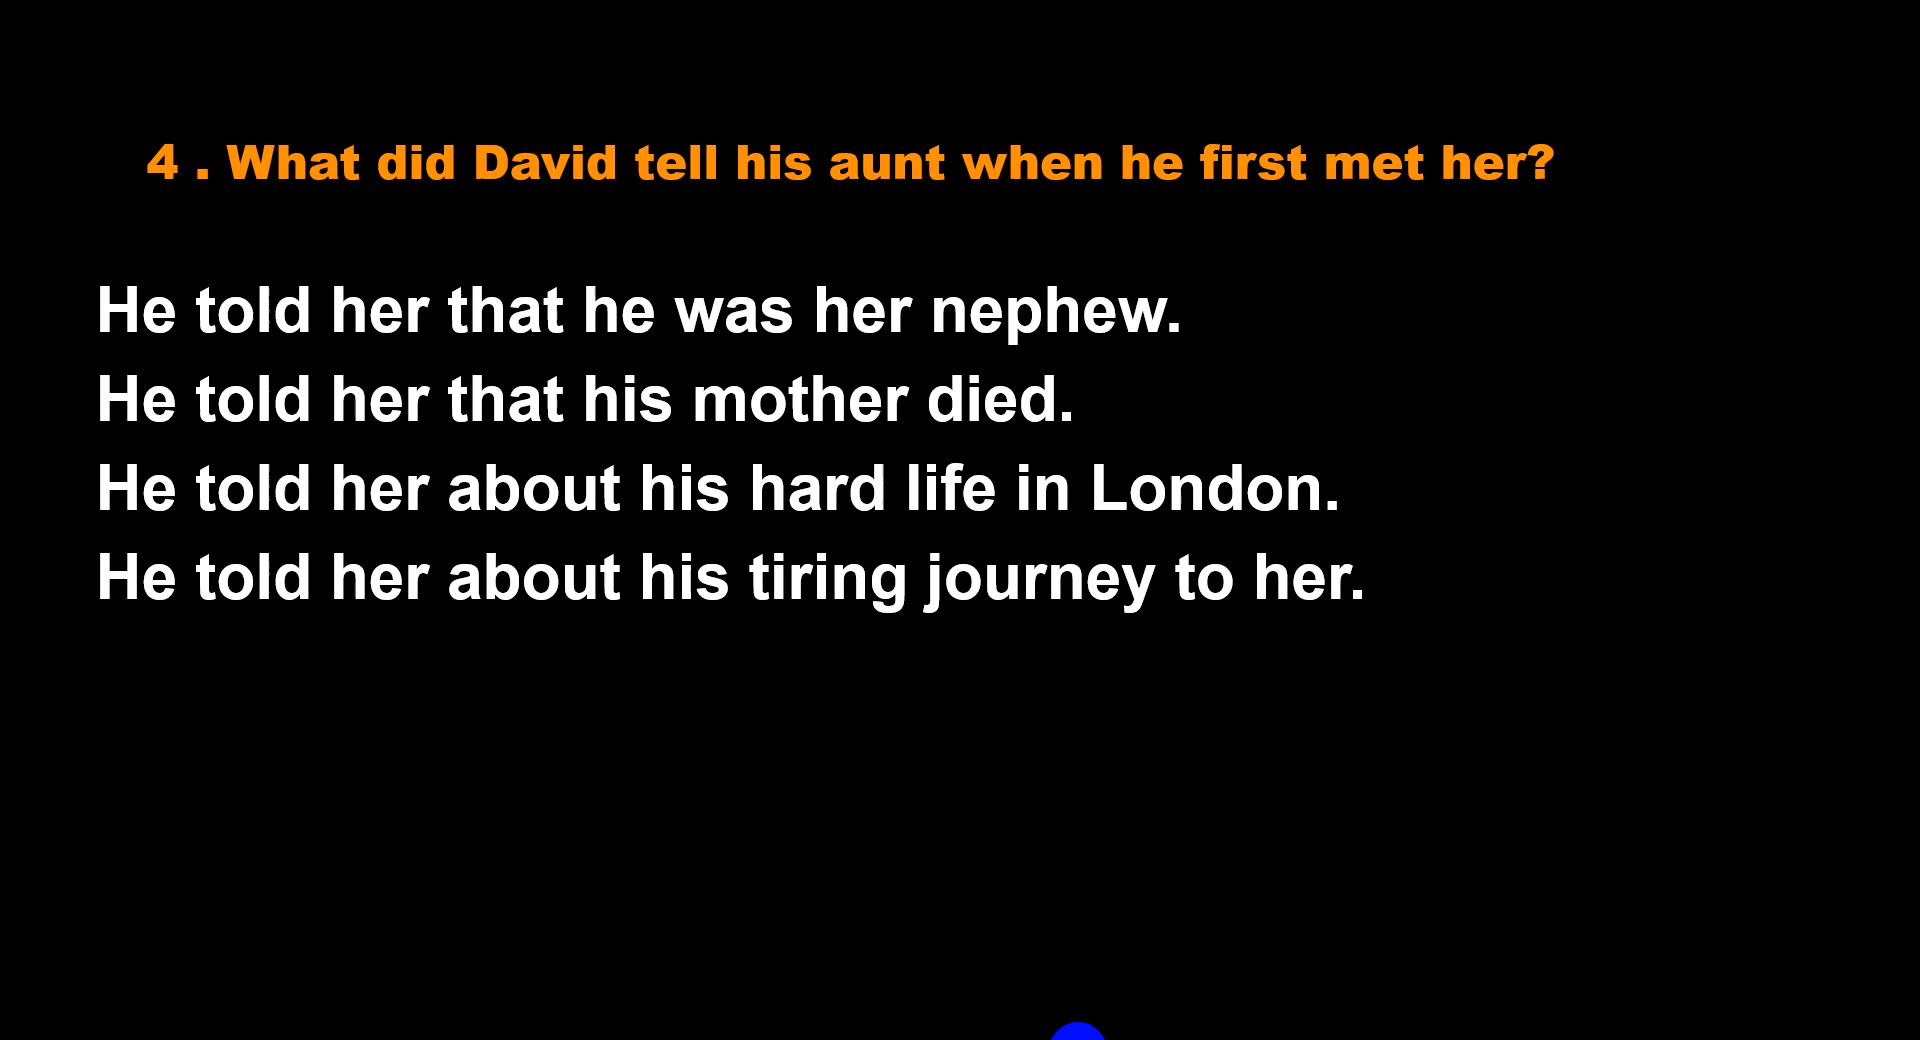 4 . What did David tell his aunt when he first met her?
He told her that he was her nephew.
He told her that his mother died.
He told her about his hard life in London.
He told her about his tiring journey to her.